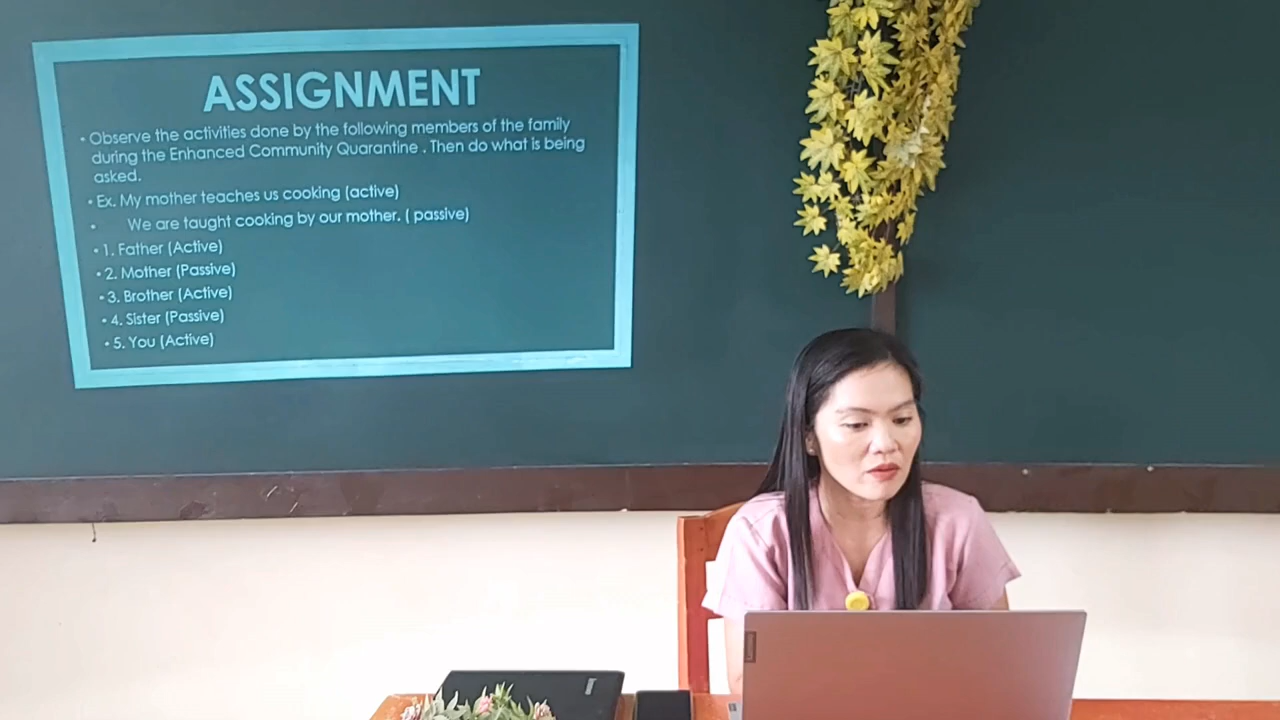 ASSIGNMENT
• Observe the activities done by the following members of the family
during the Enhanced Community Quarantine . Then do what is being
asked.
• Ex. My mother teaches us cooking (active)
• We are taught cooking by our mother. ( passive)
• 1. Father (Active)
• 2. Mother (Passive)
• 3. Brother (Active)
• 4. Sister (Passive)
• 5. You (Active)